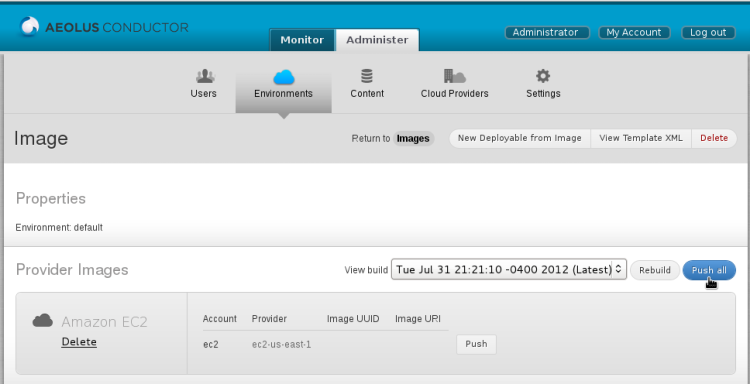 AEOLUS CONDUCTOR
Monitor Administer
Administrator My Account Log out
Users Environments Content Cloud Providers Settings
Image
Return to Images New Deployable from Image View Template XML Delete
Properties
Environment: default
Provider Images
View build Tue Jul 31 21:21:10 -0400 2012 (Latest) Rebuild Push all
Amazon EC2
Delete
Account Provider Image UUID Image URI
ec2 ec2-us-east-1 Push